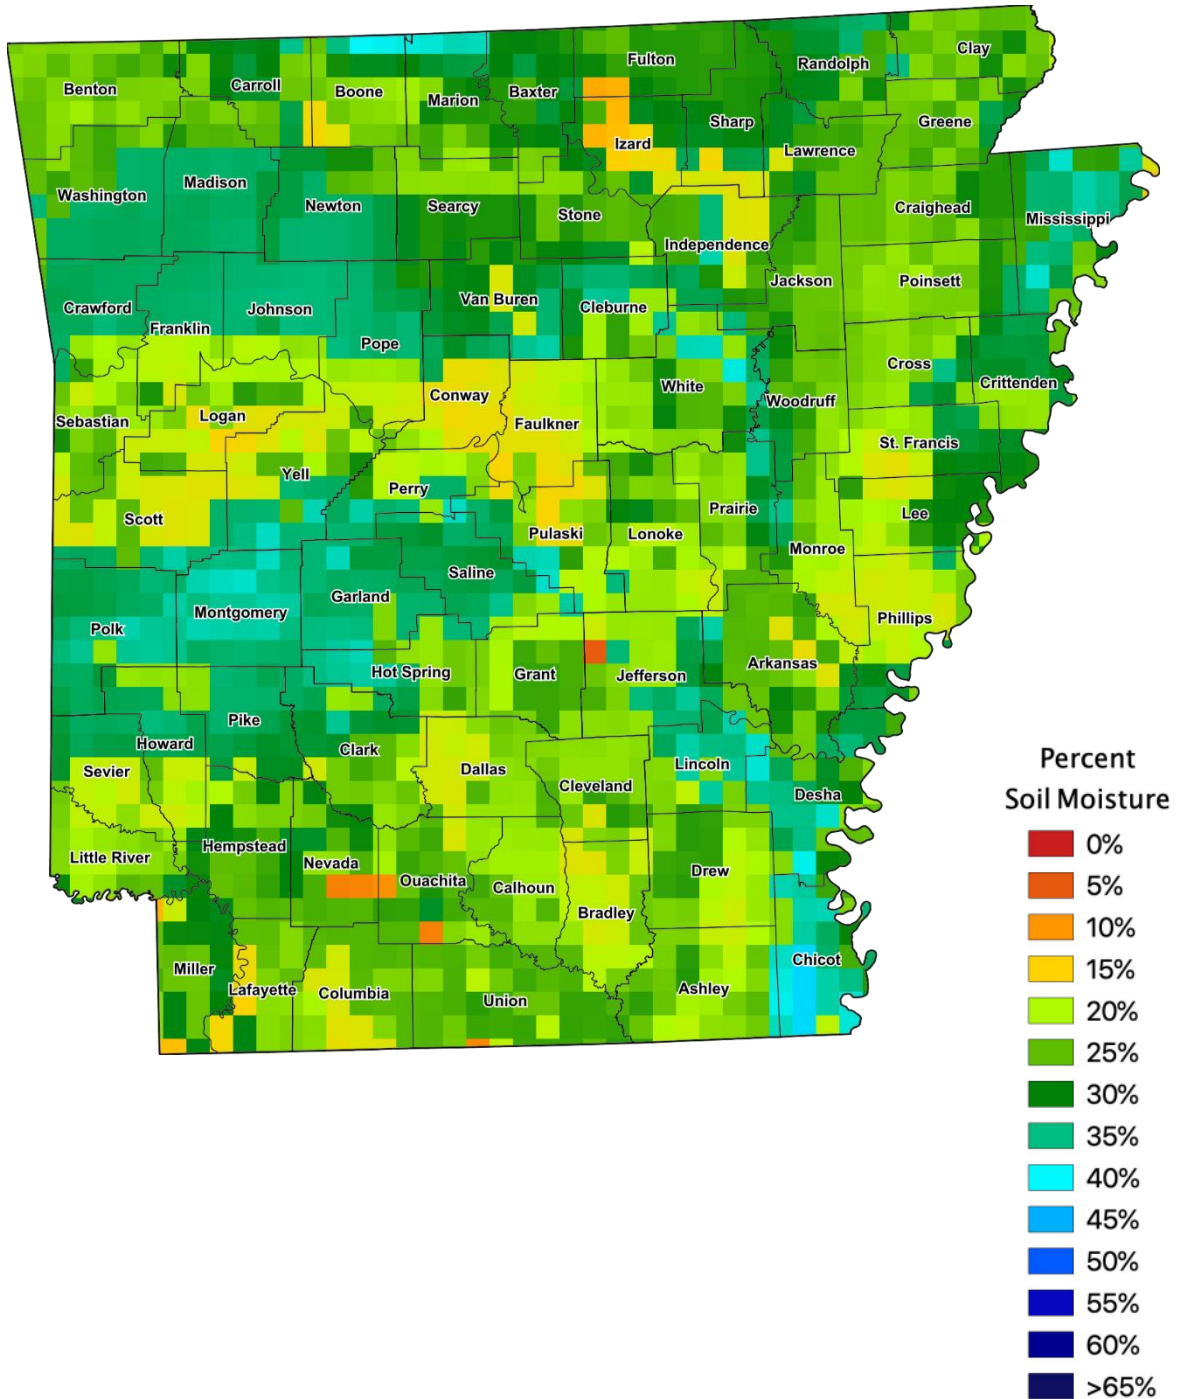 Clay
Fulton
Randolph
Carroll
Benton
Boone
Marion
Baxter
Sharp
Greene
Izard
Lawrence
Madison
Washington
Newton
Searcy
Stone
Craighead
Mississippi
Independence
Jackson
Poinsett
Van Buren
Cleburne
Crawford
Johnson
Franklin
Pope
Cross
Crittenden
White
Conway
Woodruff
Logan
Sebastian
Faulkner
St. Francis
Yell
Perry
Prairie
Lee
Scott
Pulaski
Lonoke
Monroe
Saline
Garland
Montgomery
Phillips
Polk
Arkansas
Hot Spring
Grant
Jefferson
Pike
Howard
Clark
Sevier
Dallas
Lincoln
Cleveland
Desha
Hempstead
Little River
Nevada
Ouachita
Calhoun
Drew
Bradley
Chicot
Miller
Lafayette
Columbia
Union
Ashley
Percent
Soil Moisture
0%
5%
10%
15%
20%
25%
30%
35%
40%
45%
50%
55%
60%
>65%